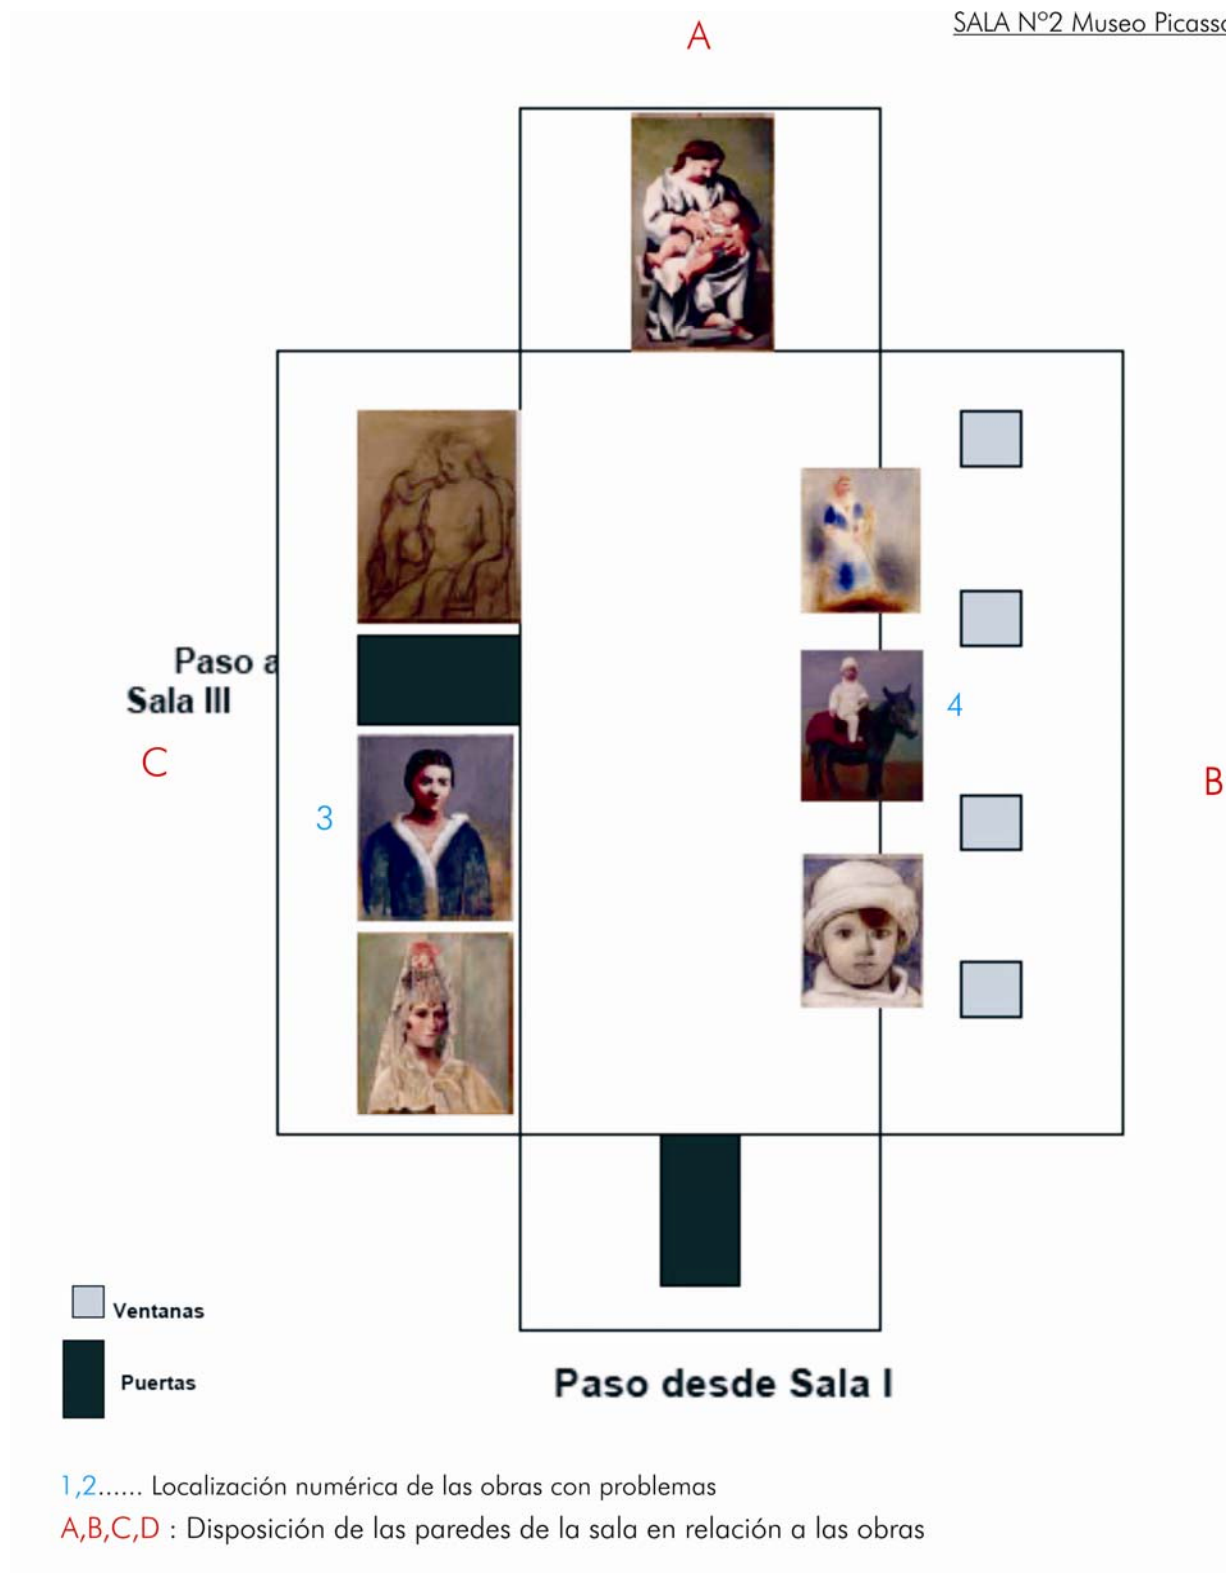 SALA Nº2 Museo Picasso
A
Paso a
Sala III
C
3
4
B
Ventanas
Puertas
Paso desde Sala I
1,2...... Localización numérica de las obras con problemas
A,B,C,D : Disposición de las paredes de la sala en relación a las obras